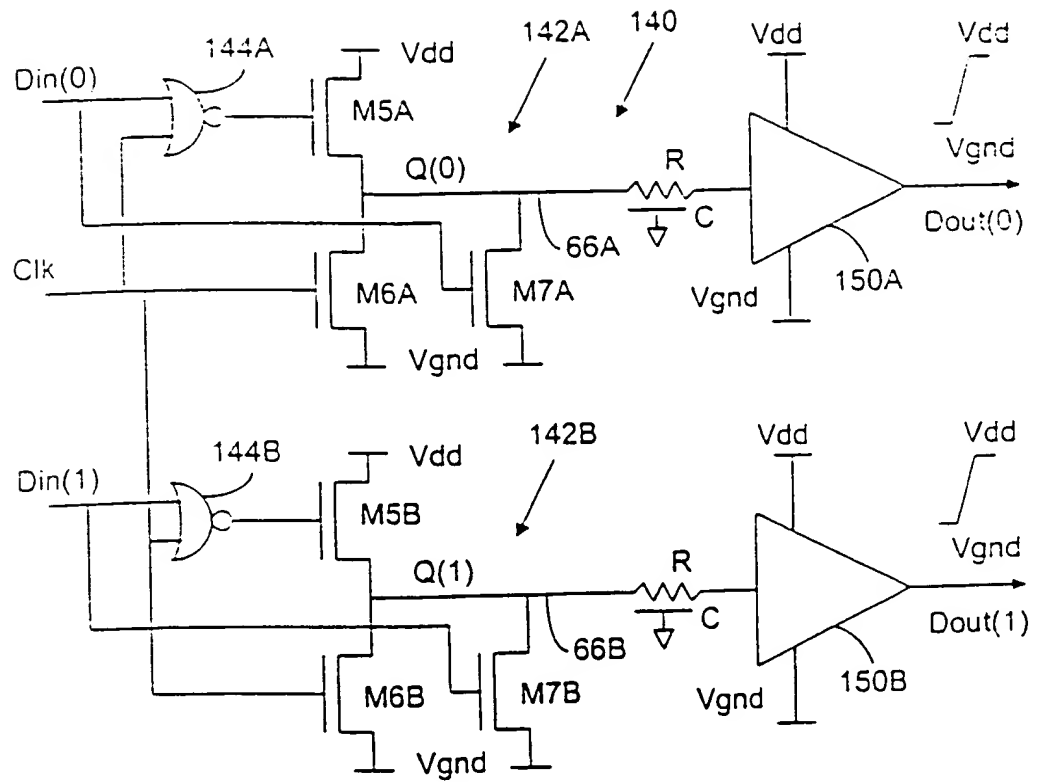 144A
142A
140
Vdd
Vdd
Vdd
Din(0)
M5A
Vgnd
Q(0)
R
C
66A
Dout(0)
Clk
M6A
M7A
150A
Vgnd
Vgnd
144B
142B
Vdd
Vdd
Vdd
Din(1)
M5B
Vgnd
Q(1)
R
C
66B
Dout(1)
M6B
M7B
150B
Vgnd
Vgnd